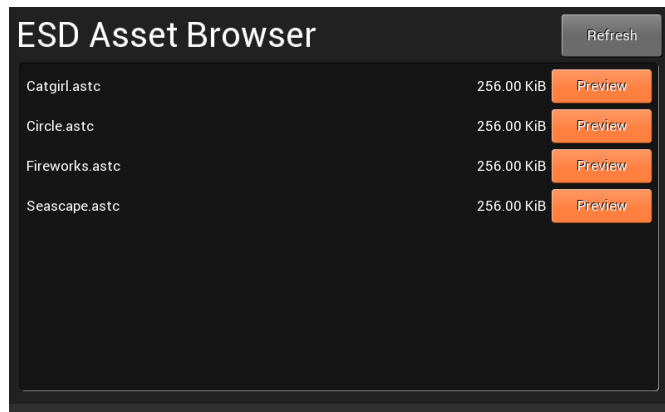 ESD Asset Browser Refresh
Catgirl.astc 256.00 KiB Preview
Circle.astc 256.00 KiB Preview
Fireworks.astc 256.00 KiB Preview
Seascape.astc 256.00 KiB Preview